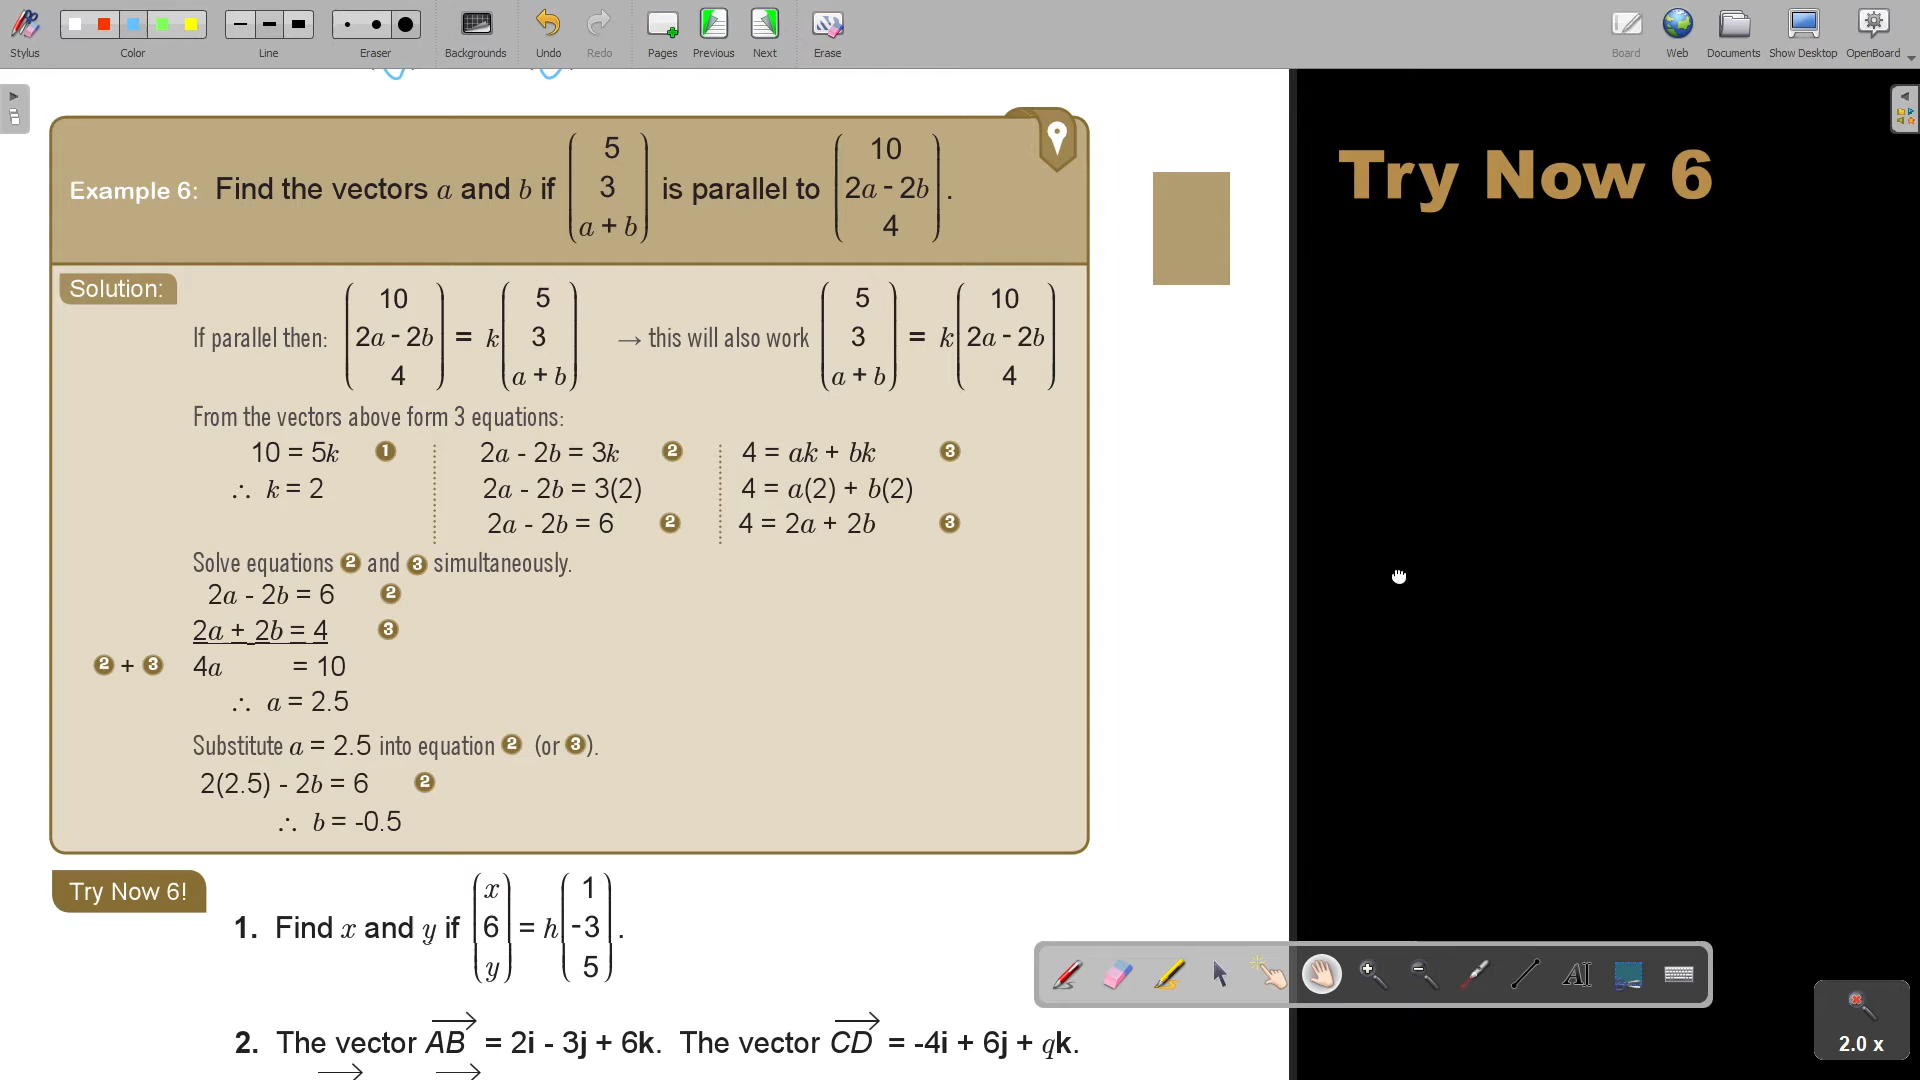 Stylus Color Line Eraser Backgrounds Undo Redo Pages Previous Next Erase Board Web Documents Show Desktop OpenBoard
Example 6: Find the vectors a and b if (5 3 a + b) is parallel to (10 2a - 2b 4).
Solution:
If parallel then: (10 2a - 2b 4) = k(5 3 a + b) → this will also work (5 3 a + b) = k(10 2a - 2b 4)
From the vectors above form 3 equations:
10 = 5k 1 2a - 2b = 3k 2 4 = ak + bk 3
∴ k = 2 2a - 2b = 3(2) 4 = a(2) + b(2)
2a - 2b = 6 2 4 = 2a + 2b 3
Solve equations 2 and 3 simultaneously.
2a - 2b = 6 2
2a + 2b = 4 3
2 + 3 4a = 10
∴ a = 2.5
Substitute a = 2.5 into equation 2 (or 3).
2(2.5) - 2b = 6 2
∴ b = -0.5
Try Now 6!
1. Find x and y if (x 6 y) = h(1 -3 5).
2. The vector AB = 2i - 3j + 6k. The vector CD = -4i + 6j + qk.
Try Now 6
AI
2.0 x